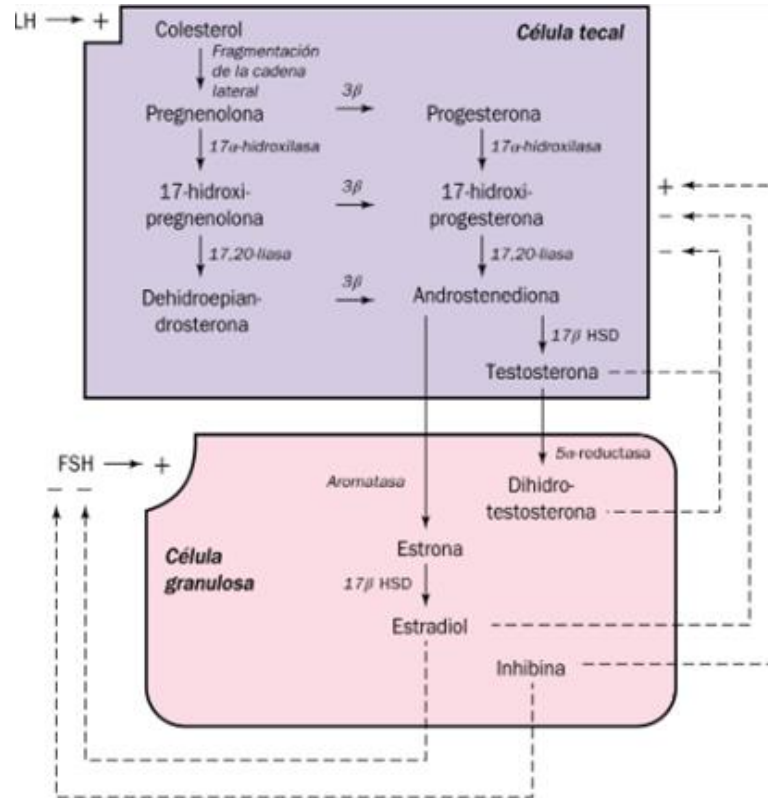 LH +
Colesterol
Célula tecal
Fragmentación
de la cadena
lateral
3β
Pregnenolona
Progesterona
17α-hidroxilasa
17α-hidroxilasa
17-hidroxi-
pregnenolona
3β
17-hidroxi-
progesterona
+
−
−
17,20-liasa
17,20-liasa
Dehidroepian-
drosterona
3β
Androstenediona
17β HSD
Testosterona
FSH +
− −
5α-reductasa
Aromatasa
Dihidro-
testosterona
Célula
granulosa
Estrona
17β HSD
Estradiol
Inhibina